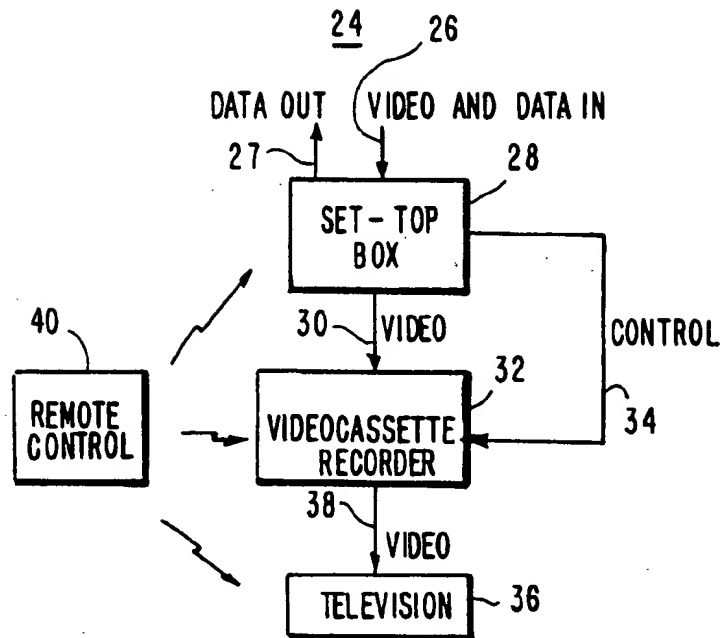 24
26
DATA OUT
VIDEO AND DATA IN
27
28
SET-TOP
BOX
30
VIDEO
CONTROL
40
32
34
REMOTE
CONTROL
VIDEOCASSETTE
RECORDER
38
VIDEO
TELEVISION
36